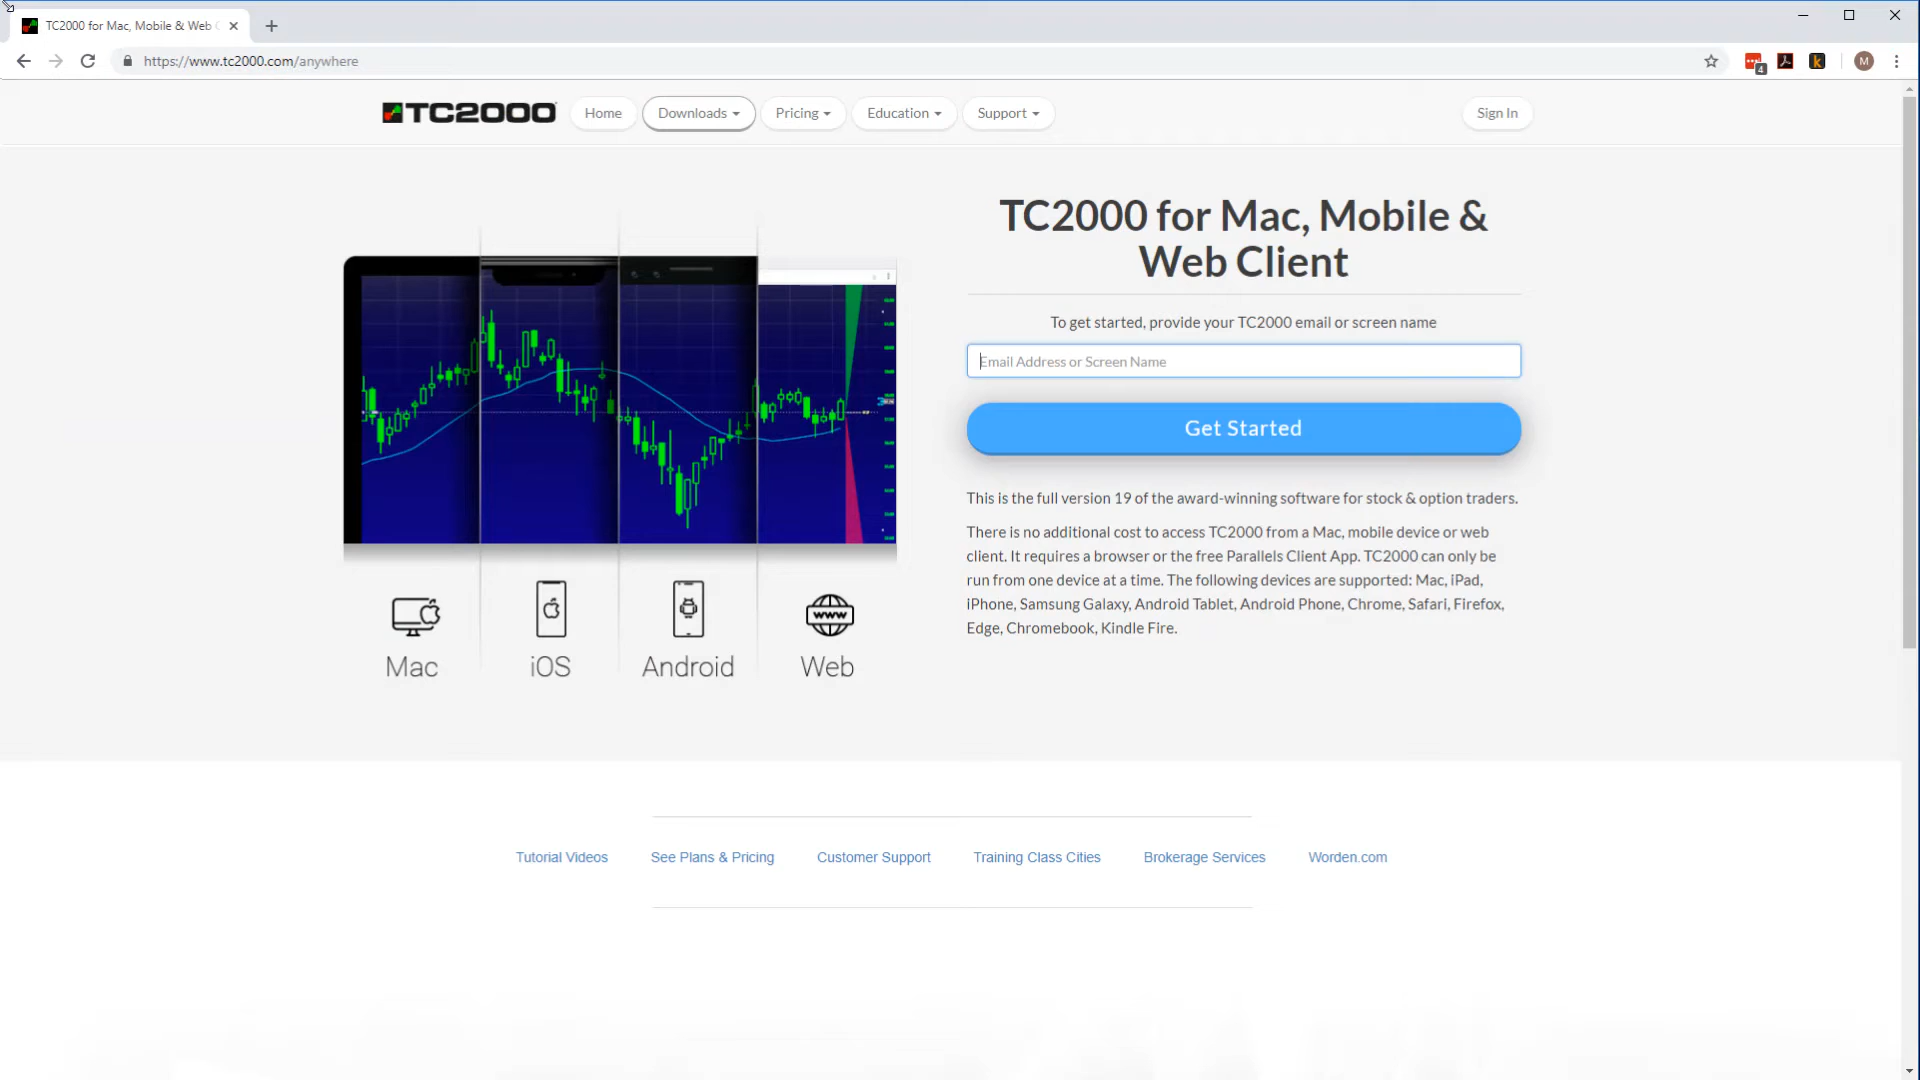 TC2000 for Mac, Mobile & Web C
https://www.tc2000.com/anywhere
4
k
M
TC2000
Home
Downloads
Pricing
Education
Support
Sign In
TC2000 for Mac, Mobile &
Web Client
To get started, provide your TC2000 email or screen name
Email Address or Screen Name
Get Started
This is the full version 19 of the award-winning software for stock & option traders.
There is no additional cost to access TC2000 from a Mac, mobile device or web
client. It requires a browser or the free Parallels Client App. TC2000 can only be
run from one device at a time. The following devices are supported: Mac, iPad,
iPhone, Samsung Galaxy, Android Tablet, Android Phone, Chrome, Safari, Firefox,
Edge, Chromebook, Kindle Fire.
www
Mac
iOS
Android
Web
Tutorial Videos
See Plans & Pricing
Customer Support
Training Class Cities
Brokerage Services
Worden.com